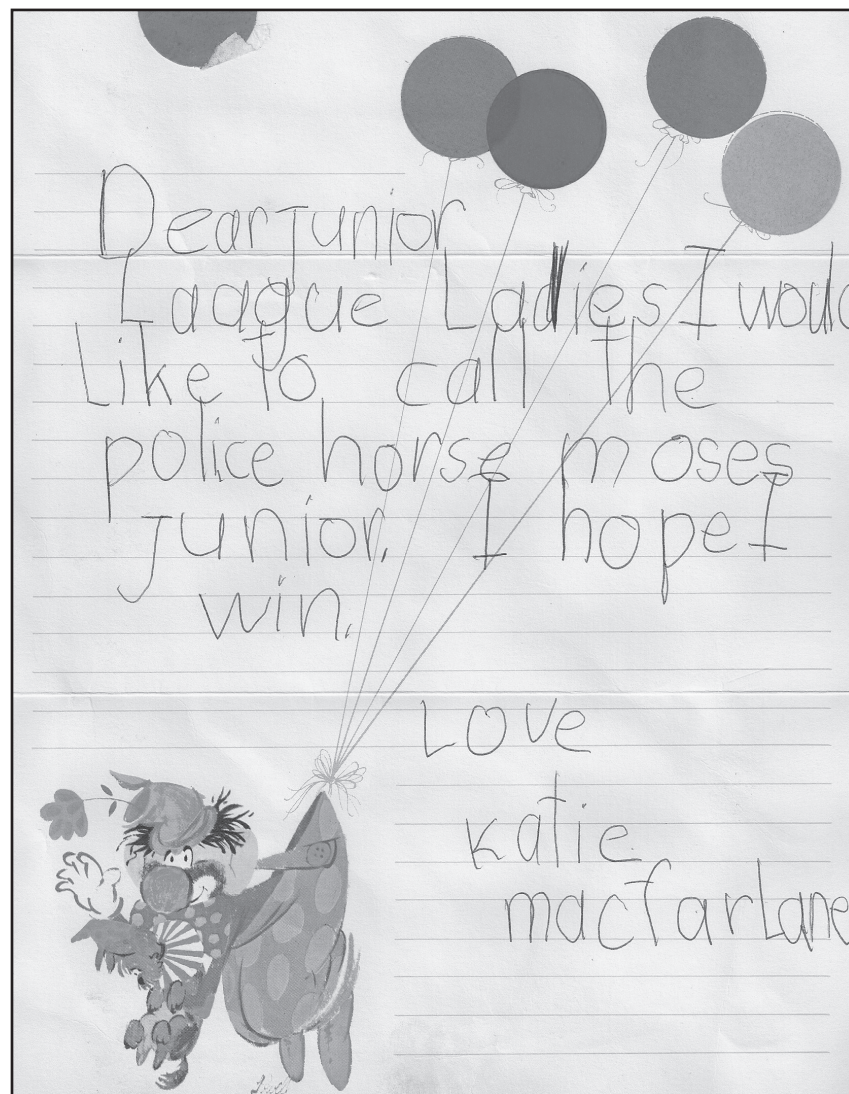 Dear junior
Laague Ladies I would
Like to call the
police horse moses
junior. I hope I
win.
Love
katie
macfarlane